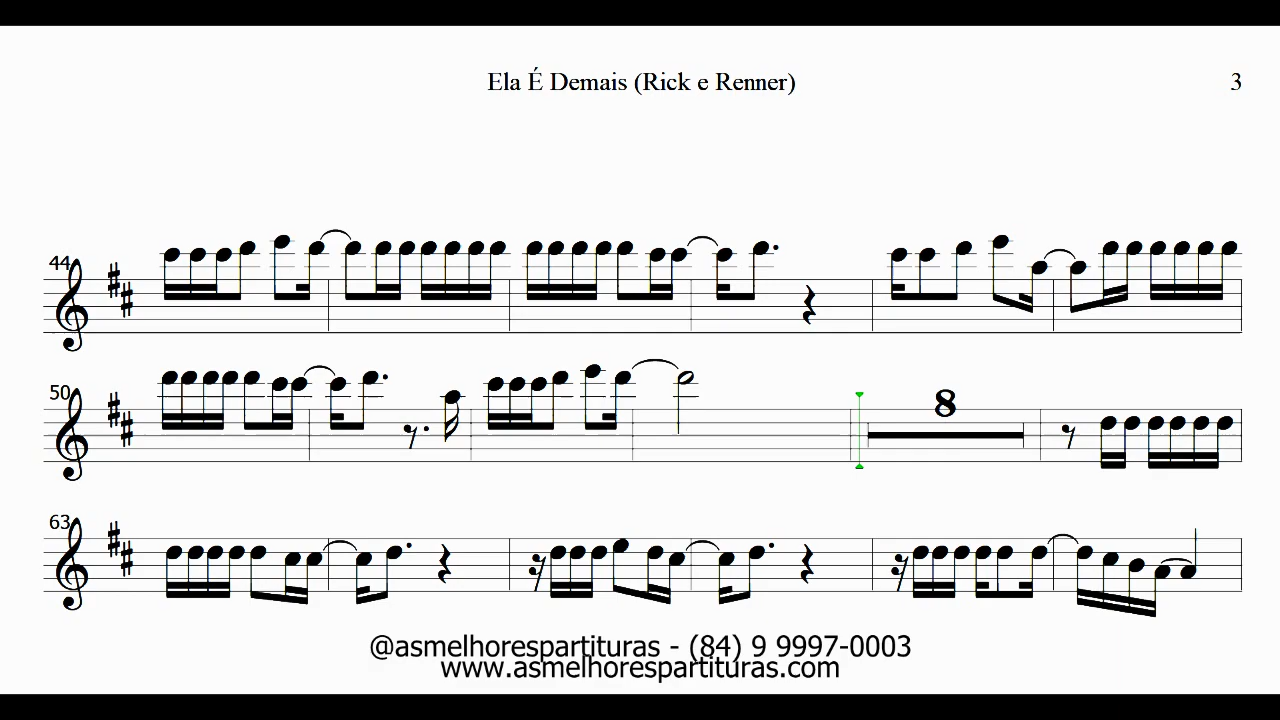 Ela É Demais (Rick e Renner) 3
44
50
8
63
@asmelhorespartituras - (84) 9 9997-0003
www.asmelhorespartituras.com